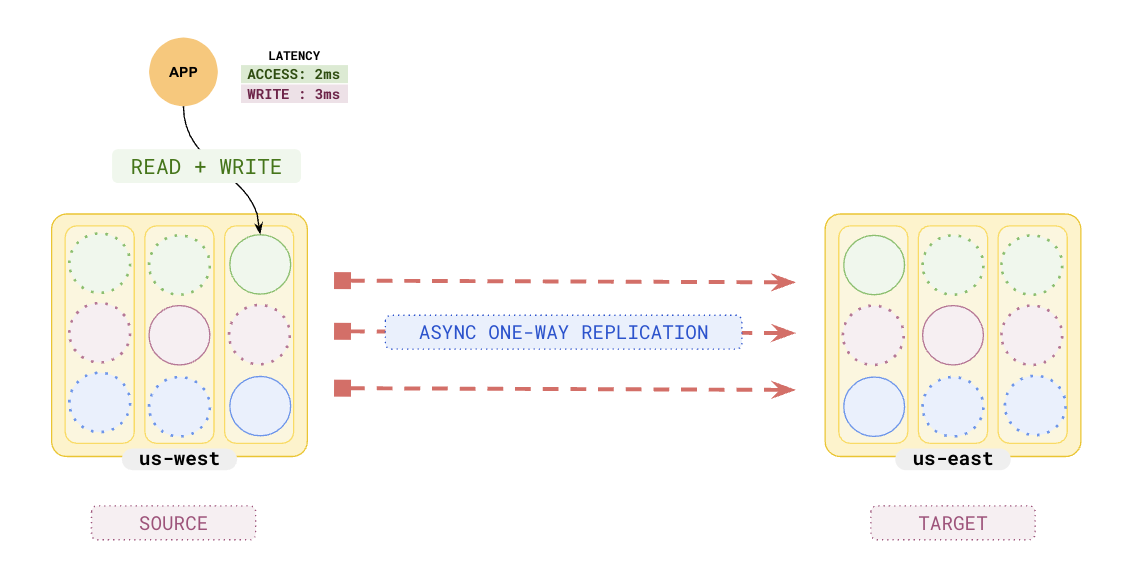 APP
LATENCY
ACCESS: 2ms
WRITE : 3ms
READ + WRITE
ASYNC ONE-WAY REPLICATION
us-west
us-east
SOURCE
TARGET